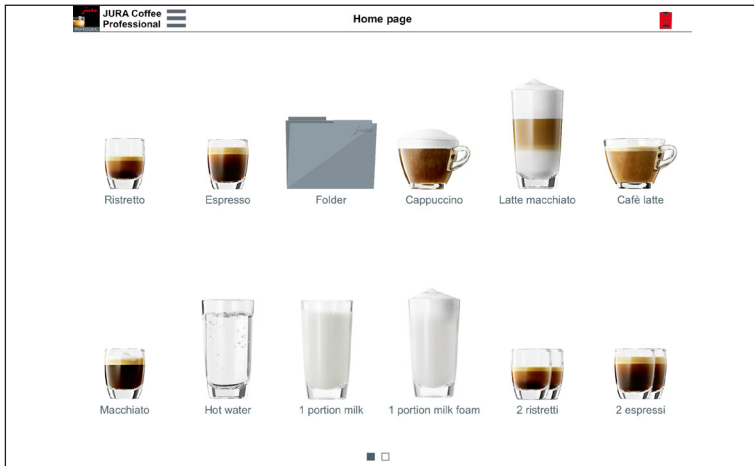 JURA Coffee
Professional
Home page
Ristretto
Espresso
Folder
Cappuccino
Latte macchiato
Cafè latte
Macchiato
Hot water
1 portion milk
1 portion milk foam
2 ristretti
2 espressi